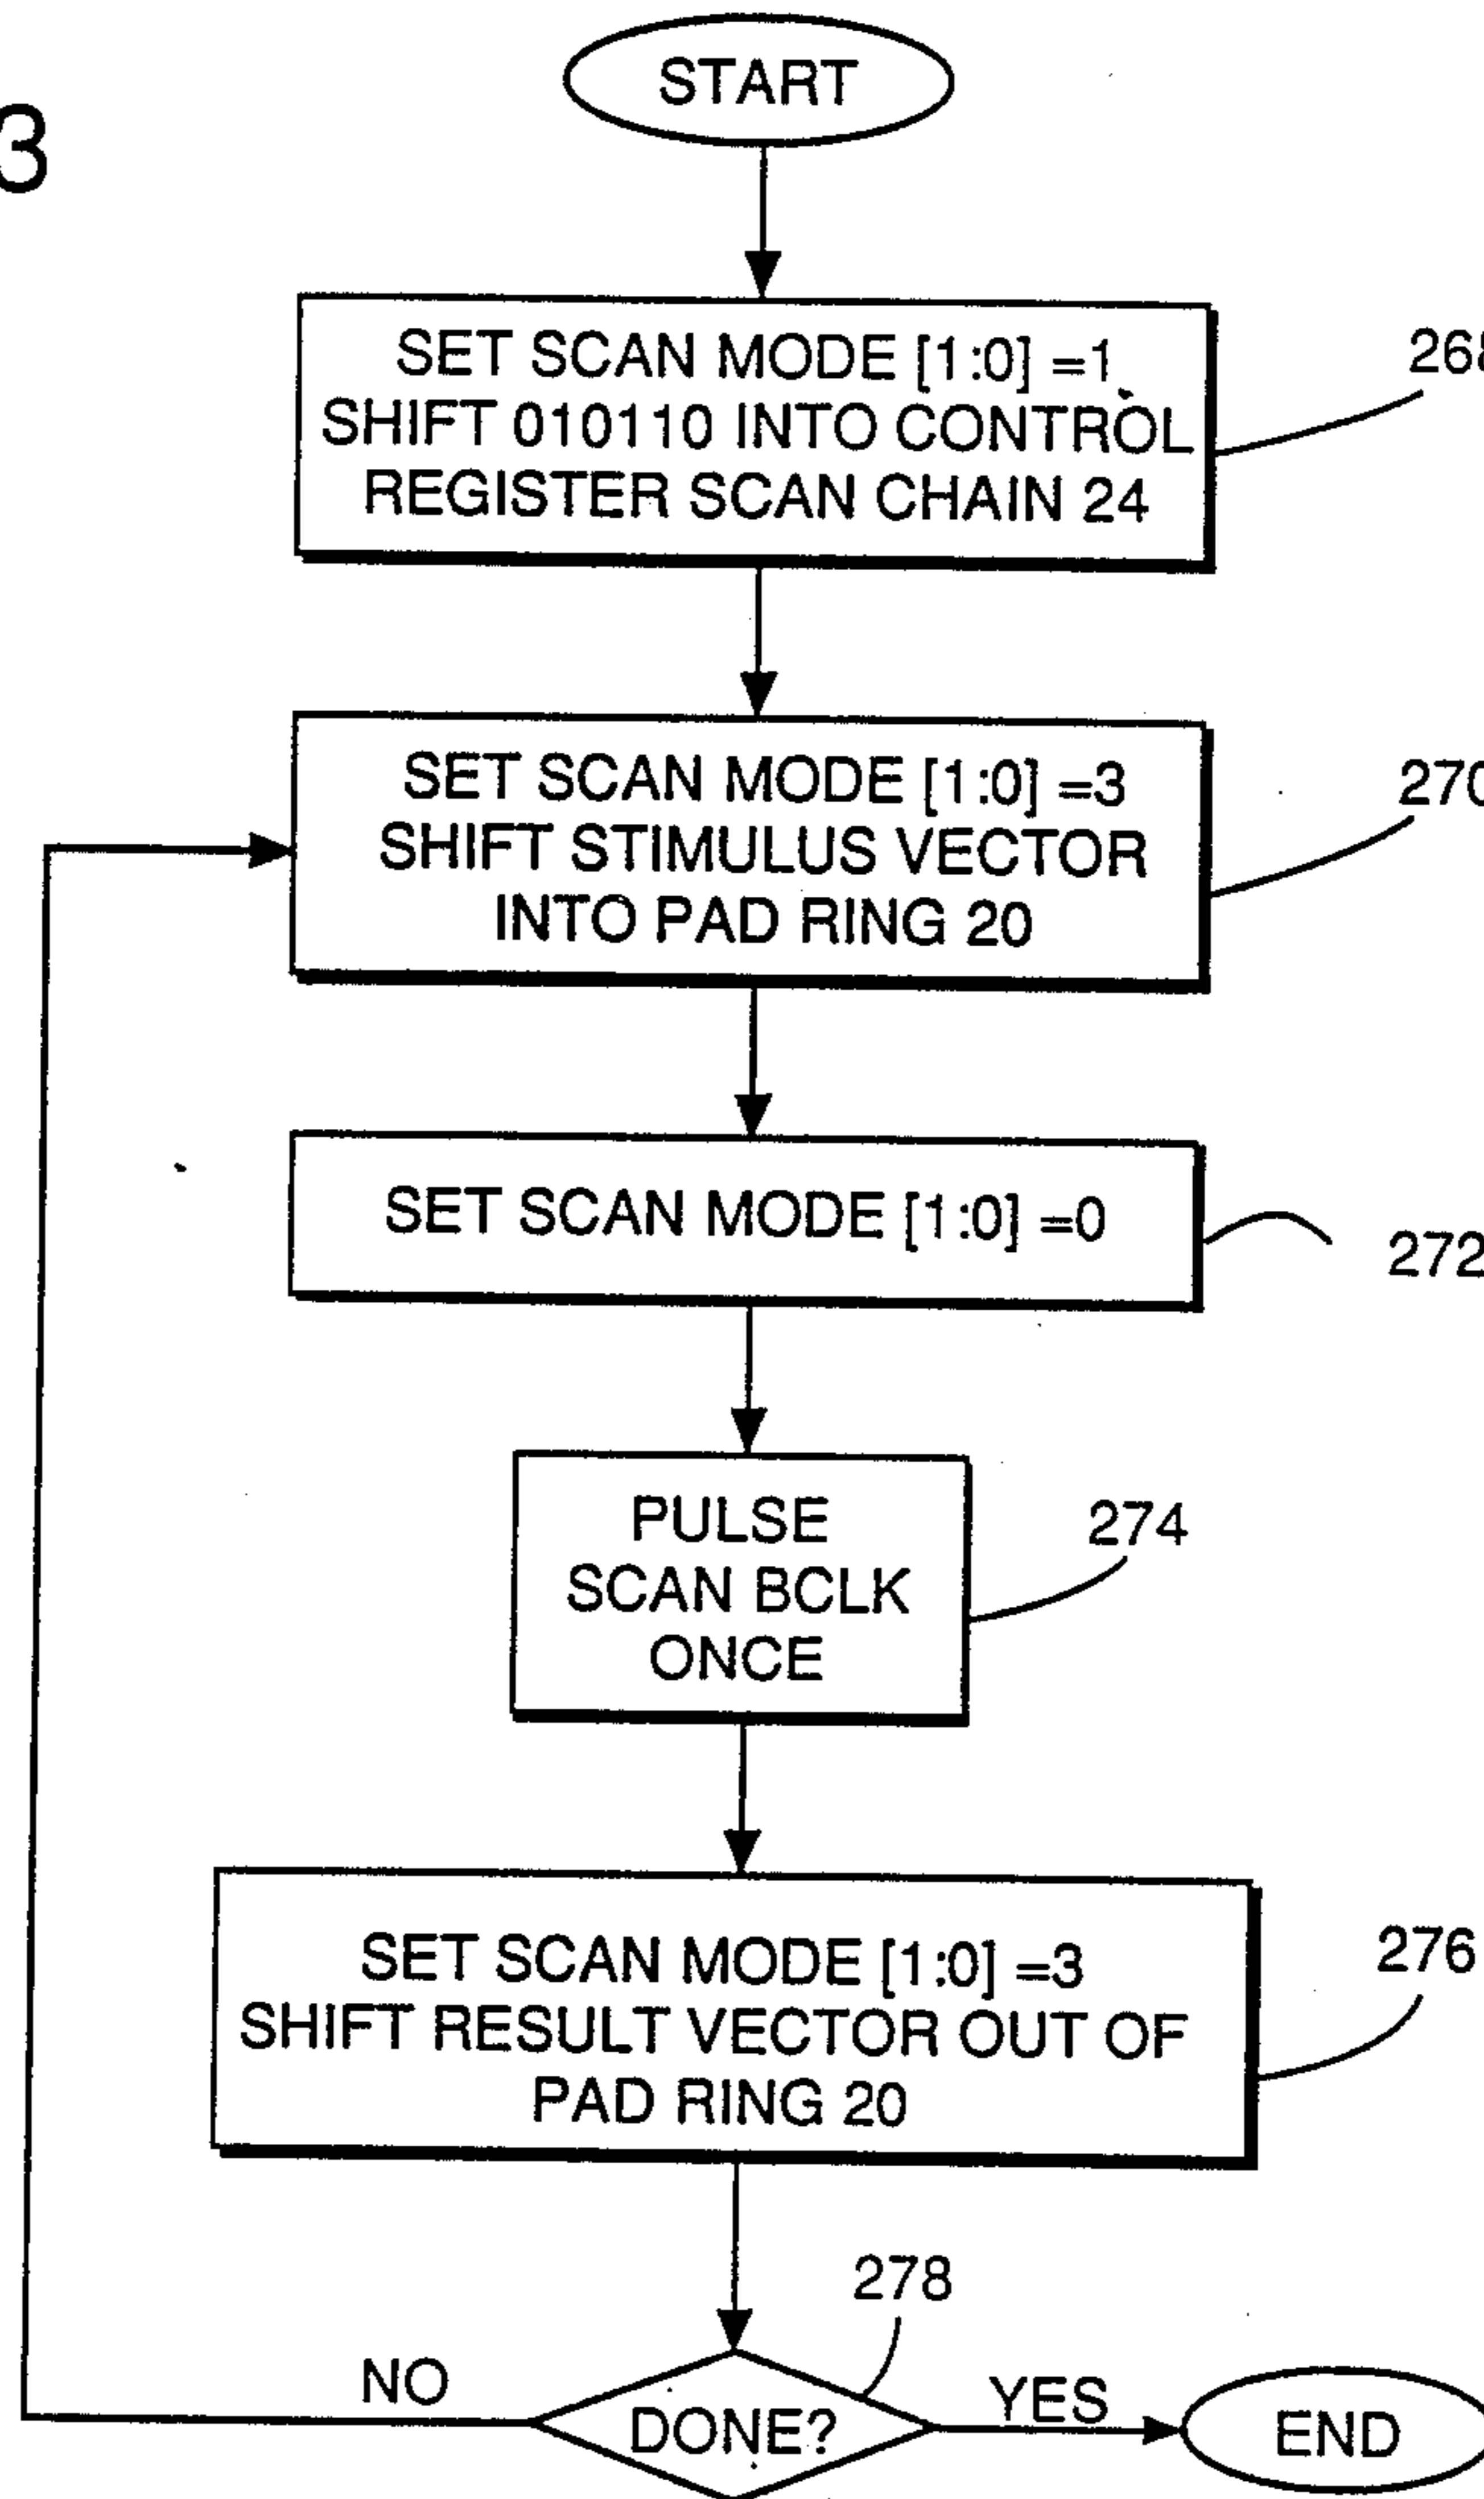 3
START
SET SCAN MODE [1:0] =1
SHIFT 010110 INTO CONTROL
REGISTER SCAN CHAIN 24
268
SET SCAN MODE [1:0] =3
SHIFT STIMULUS VECTOR
INTO PAD RING 20
270
SET SCAN MODE [1:0] =0
272
PULSE
SCAN BCLK
ONCE
274
SET SCAN MODE [1:0] =3
SHIFT RESULT VECTOR OUT OF
PAD RING 20
276
278
NO
DONE?
YES
END